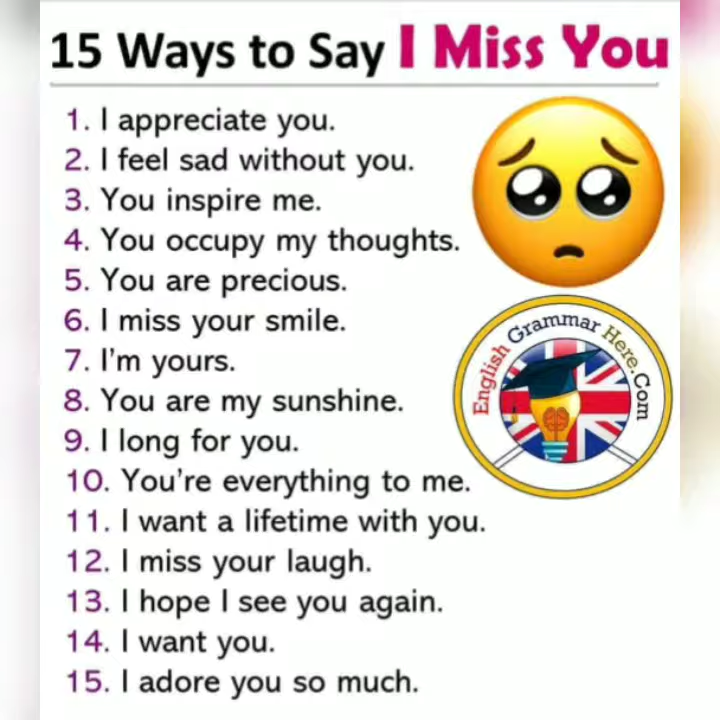 15 Ways to Say I Miss You
1. I appreciate you.
2. I feel sad without you.
3. You inspire me.
4. You occupy my thoughts.
5. You are precious.
6. I miss your smile.
7. I'm yours.
8. You are my sunshine.
9. I long for you.
10. You're everything to me.
11. I want a lifetime with you.
12. I miss your laugh.
13. I hope I see you again.
14. I want you.
15. I adore you so much.
English Grammar Here.Com